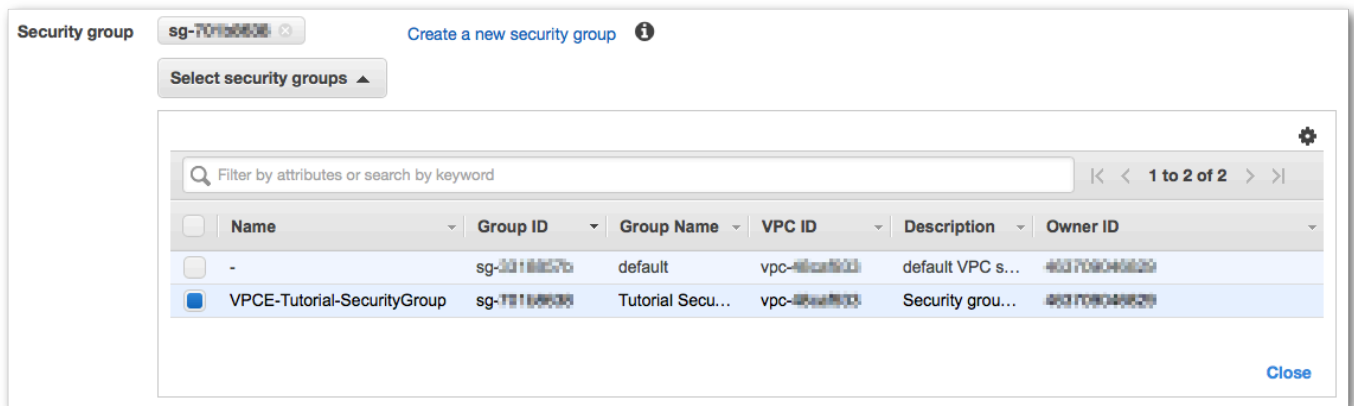 Security group sg- Create a new security group
Select security groups
Filter by attributes or search by keyword 1 to 2 of 2
Name Group ID Group Name VPC ID Description Owner ID
- sg- default vpc- default VPC s...
VPCE-Tutorial-SecurityGroup sg- Tutorial Secu... vpc- Security grou...
Close